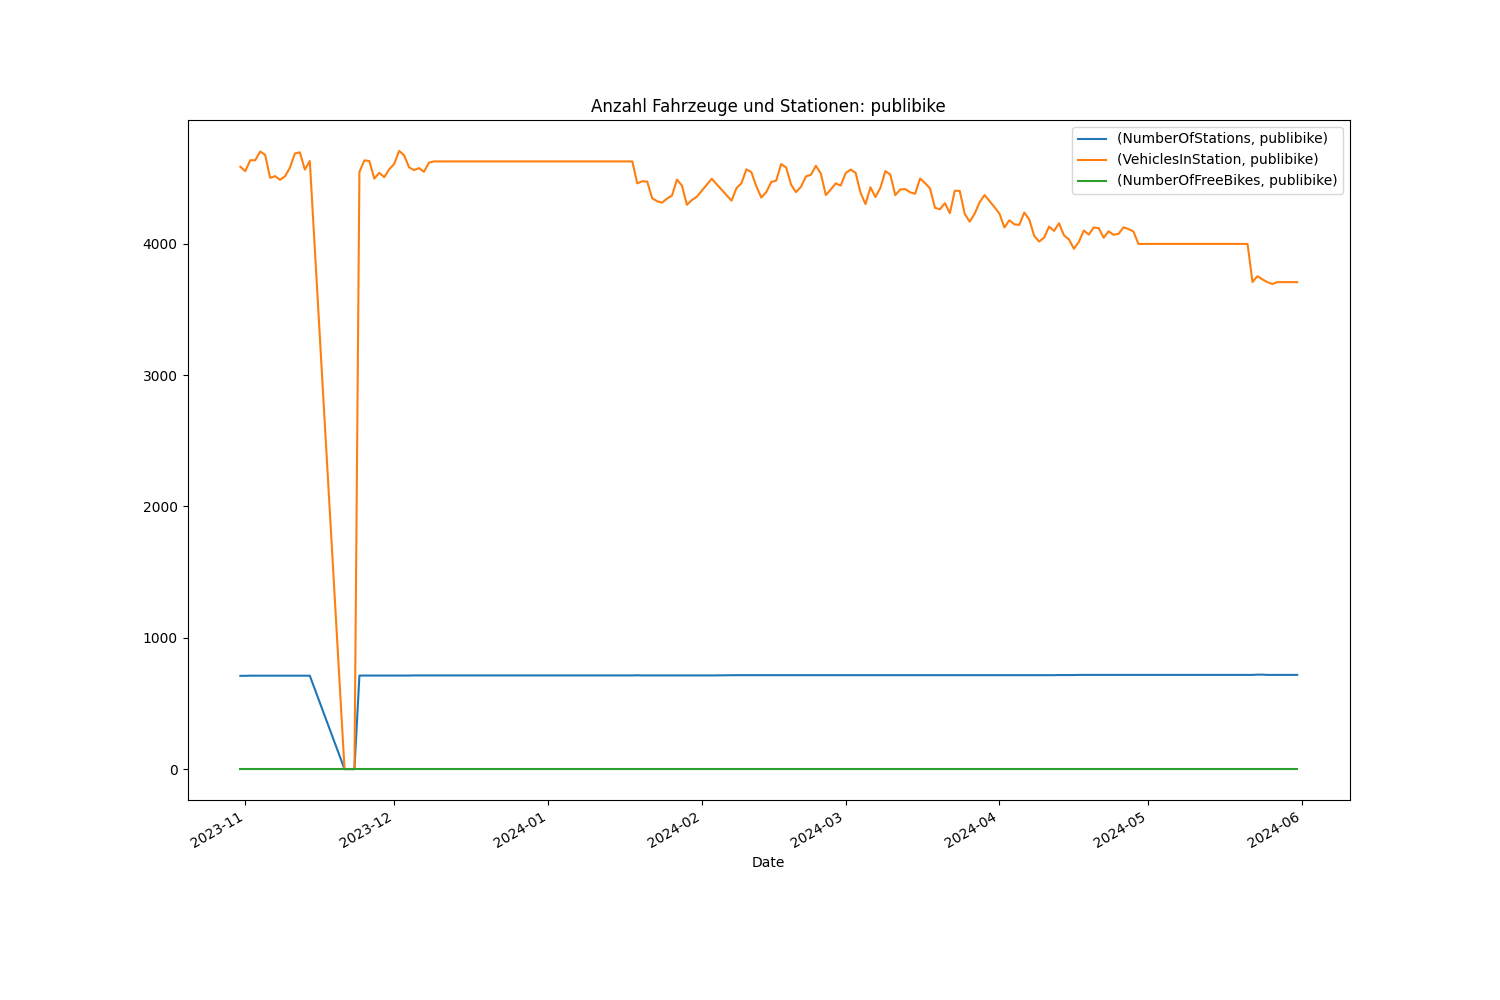 Anzahl Fahrzeuge und Stationen: publibike
(NumberOfStations, publibike)
(VehiclesInStation, publibike)
(NumberOfFreeBikes, publibike)
4000
3000
2000
1000
0
2023-11
2023-12
2024-01
2024-02
2024-03
2024-04
2024-05
2024-06
Date